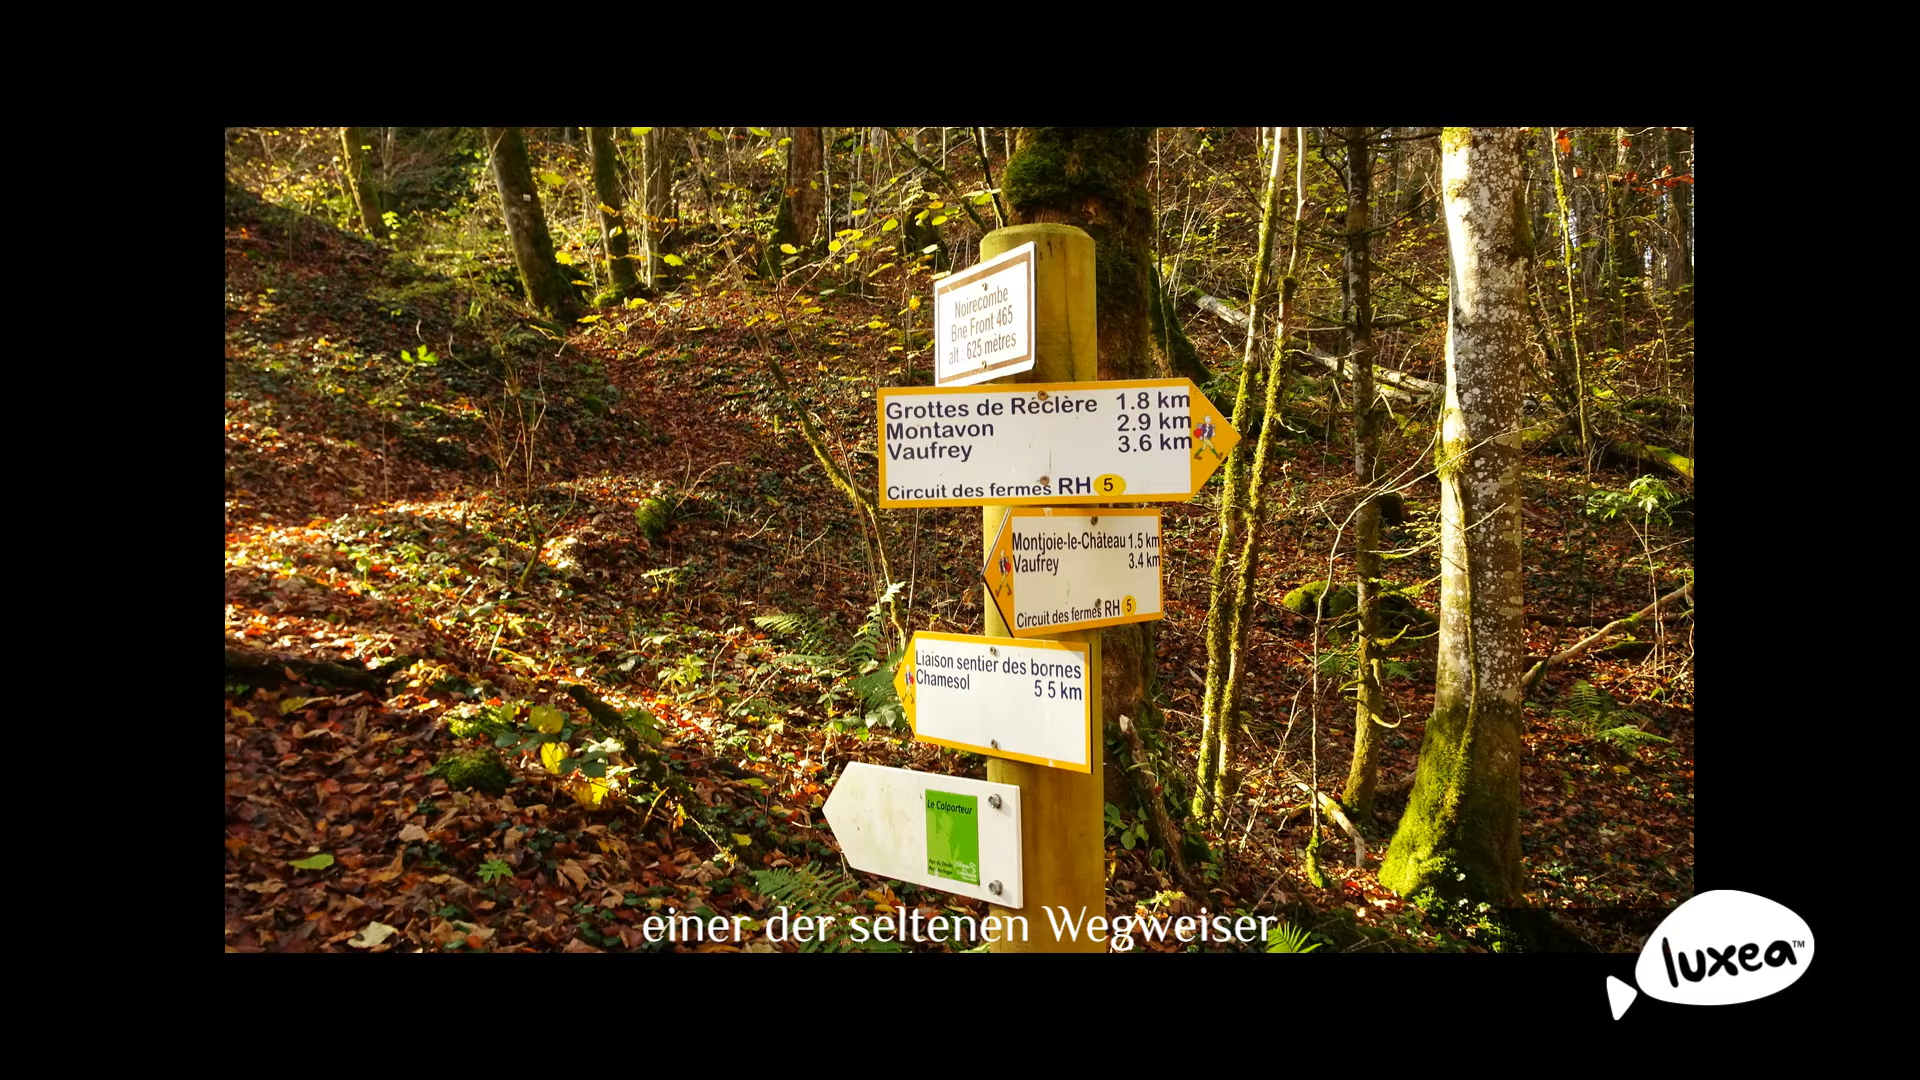 Noirecombe
Bne Front 465
alt : 625 mètres
Grottes de Réclère 1.8 km
Montavon 2.9 km
Vaufrey 3.6 km
Circuit des fermes RH 5
Montjoie-le-Château 1.5 km
Vaufrey 3.4 km
Circuit des fermes RH 5
Liaison sentier des bornes
Chamesol 5 5 km
Le Colporteur
einer der seltenen Wegweiser
luxea™